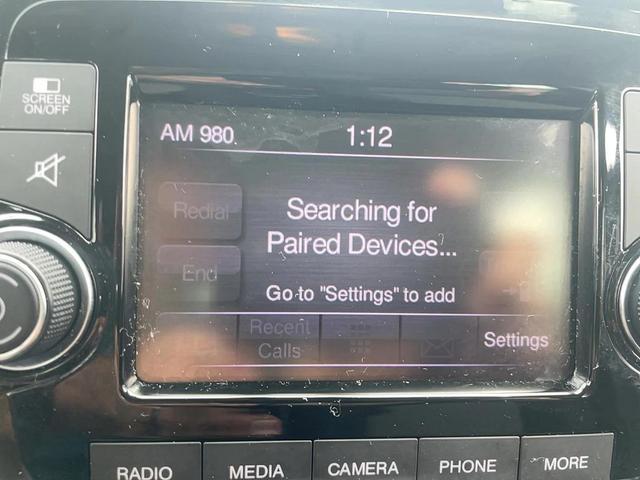 SCREEN
ON/OFF
AM 980
1:12
Redial
Searching for
Paired Devices...
End
Go to "Settings" to add
Recent
Calls
Settings
RADIO
MEDIA
CAMERA
PHONE
MORE